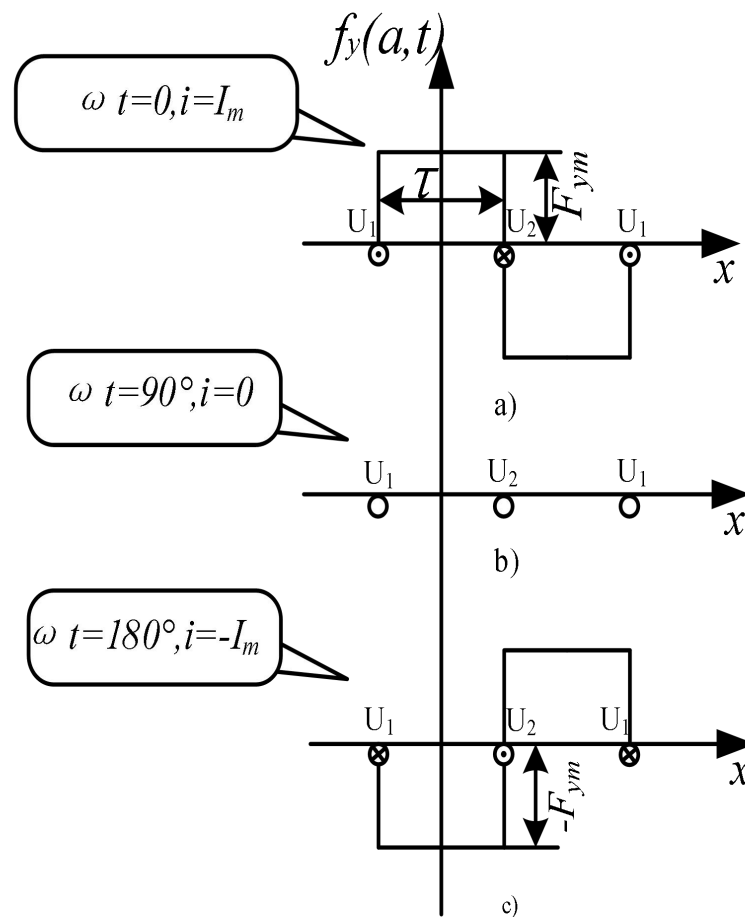 f_y(a,t)
ω t=0,i=I_m
τ
F_ym
U_1
U_2
U_1
x
a)
ω t=90°,i=0
U_1
U_2
U_1
x
b)
ω t=180°,i=-I_m
U_1
U_2
U_1
x
-F_ym
c)